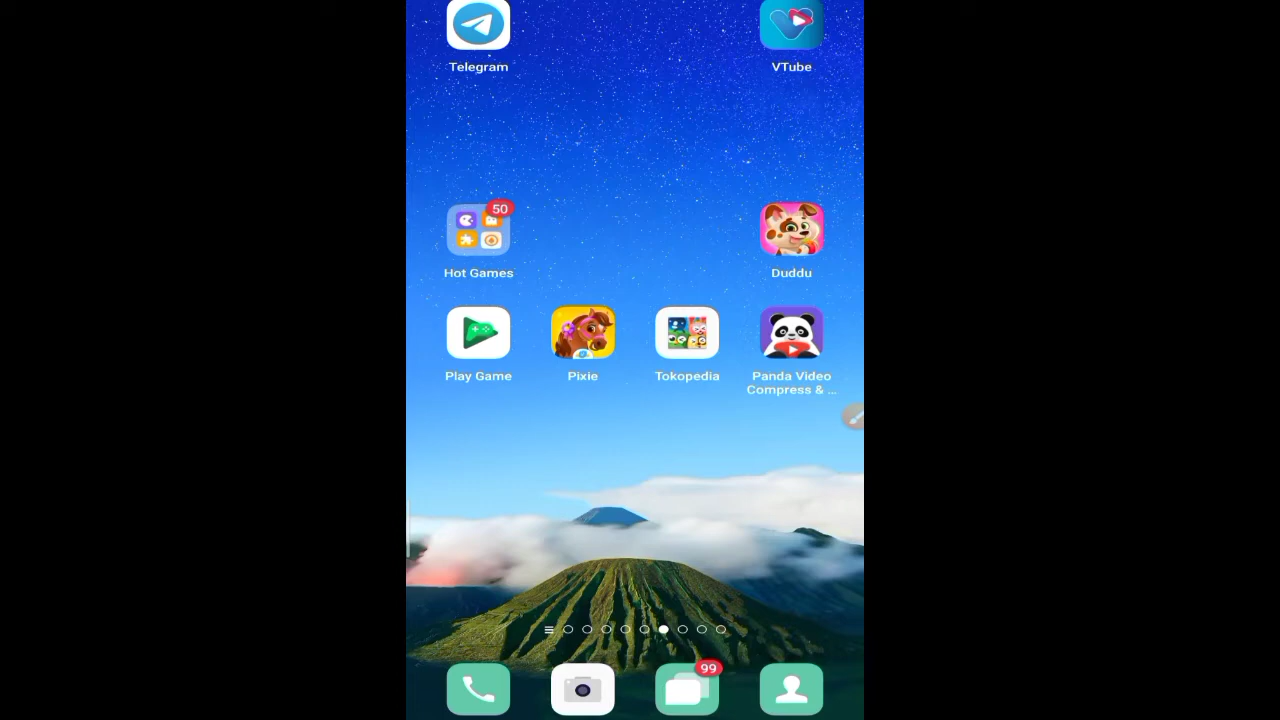 Telegram
VTube
50
Hot Games
Duddu
Play Game
Pixie
Tokopedia
Panda Video
Compress & ...
99